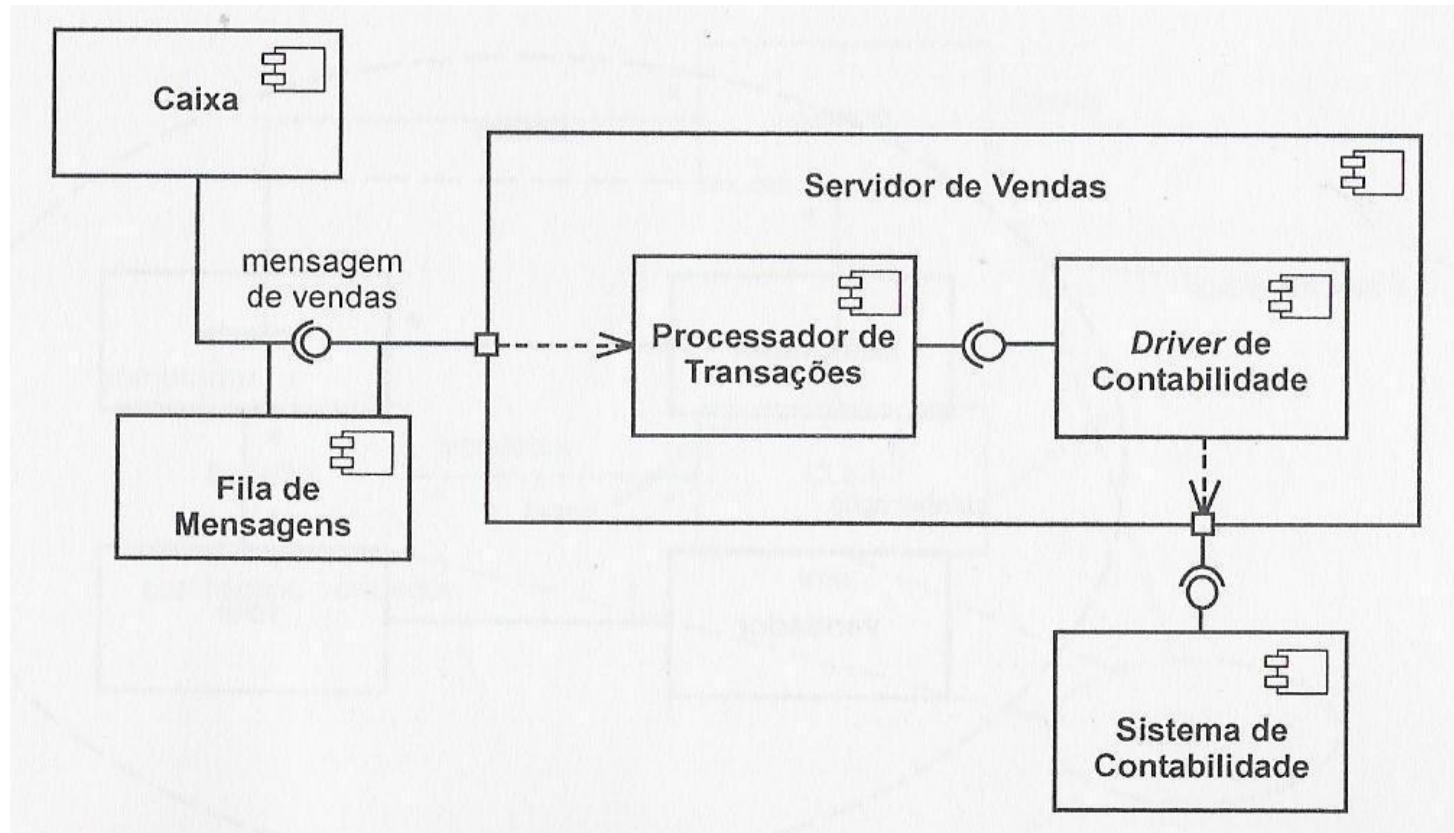 Caixa
mensagem
de vendas
Servidor de Vendas
Processador de
Transações
Driver de
Contabilidade
Fila de
Mensagens
Sistema de
Contabilidade